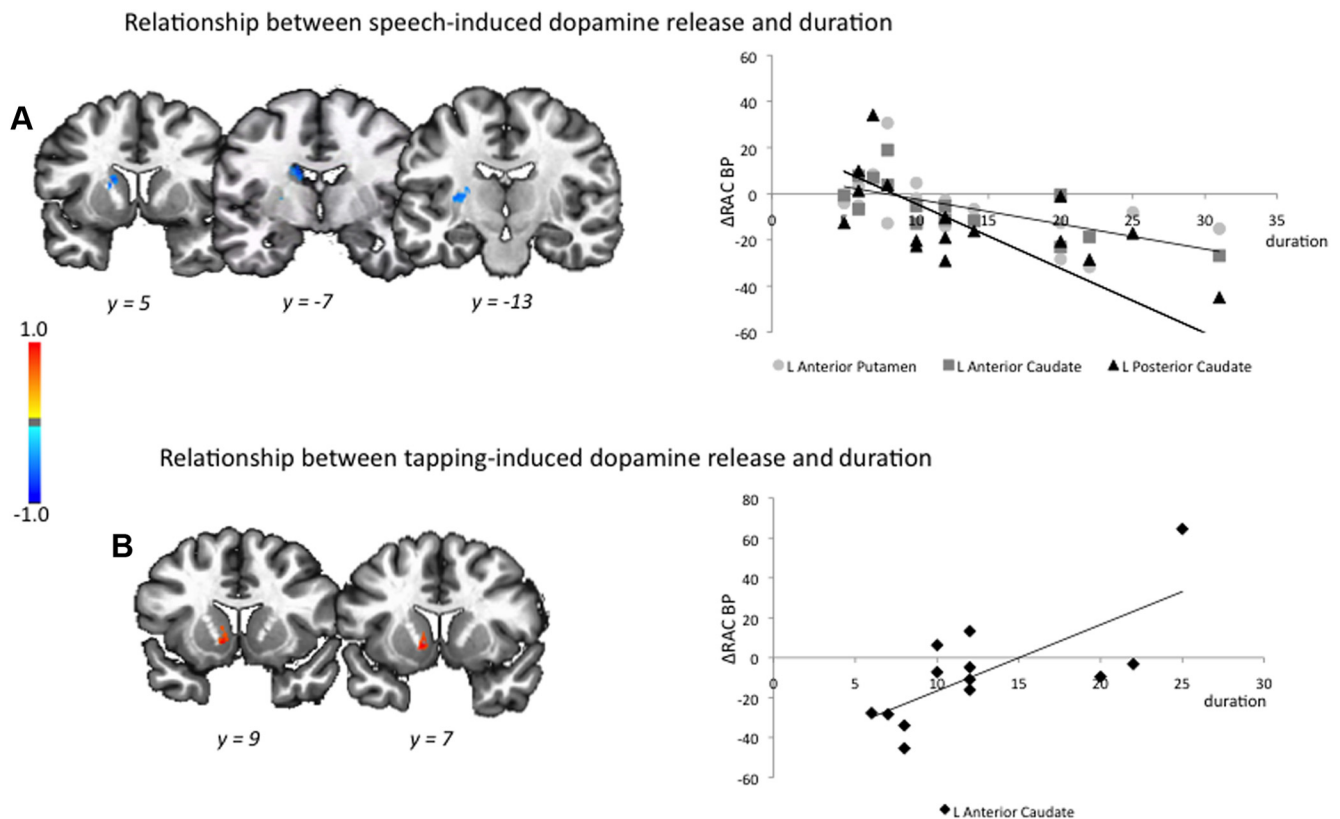 Relationship between speech-induced dopamine release and duration
A
y = 5
y = -7
y = -13
60
40
20
0
-20
-40
-60
ΔRAC BP
0
5
10
15
20
25
30
35
duration
L Anterior Putamen
L Anterior Caudate
L Posterior Caudate
1.0
-1.0
Relationship between tapping-induced dopamine release and duration
B
y = 9
y = 7
80
60
40
20
0
-20
-40
-60
ΔRAC BP
0
5
10
15
20
25
30
duration
L Anterior Caudate